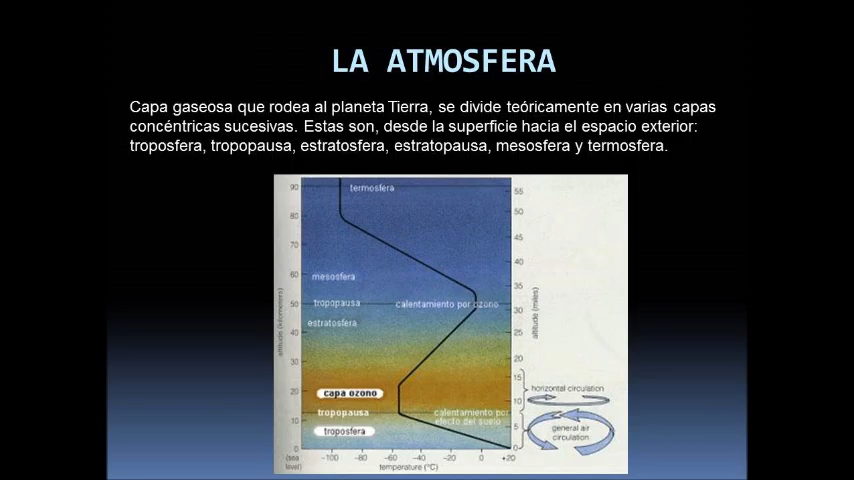 LA ATMOSFERA
Capa gaseosa que rodea al planeta Tierra, se divide teóricamente en varias capas
concéntricas sucesivas. Estas son, desde la superficie hacia el espacio exterior:
troposfera, tropopausa, estratosfera, estratopausa, mesosfera y termosfera.
90
termosfera
55
80
50
70
45
40
60
mesosfera
35
50
tropopausa
calentamiento por ozono
30
estratosfera
40
25
altitude (kilometers)
altitude (miles)
30
20
15
horizontal circulation
20
capa ozono
10
tropopausa
calentamiento por
efecto del suelo
10
5
general air
circulation
troposfera
0
0
(sea
level)
-100 -80 -60 -40 -20 0 +20
temperature (°C)